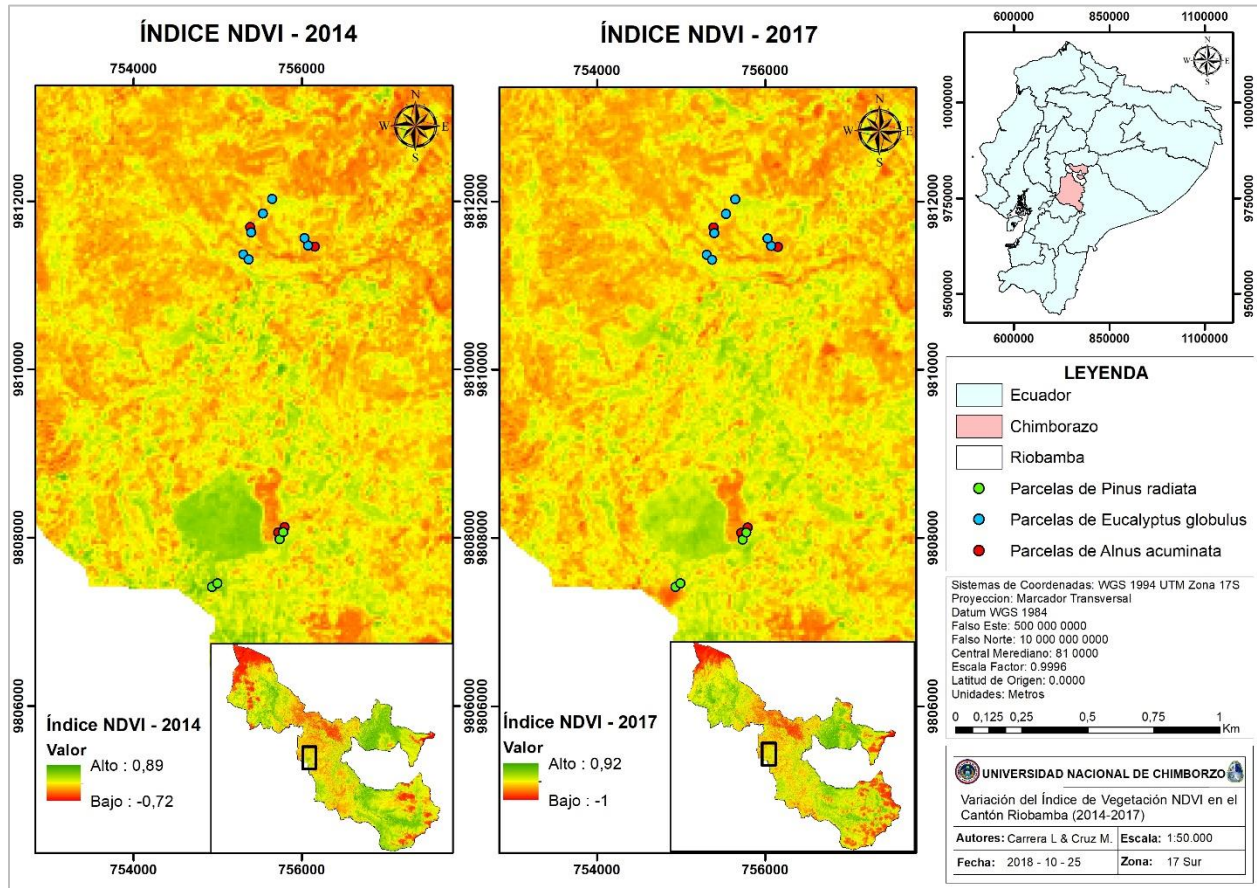 ÍNDICE NDVI - 2014
754000
756000
N
W
E
S
9812000
9810000
9808000
9806000
Índice NDVI - 2014
Valor
Alto : 0,89
Bajo : -0,72
754000
756000
ÍNDICE NDVI - 2017
754000
756000
N
W
E
S
9812000
9810000
9808000
9806000
Índice NDVI - 2017
Valor
Alto : 0,92
Bajo : -1
754000
756000
600000
850000
1100000
N
W
E
S
10000000
9750000
9500000
10000000
9750000
9500000
600000
850000
1100000
LEYENDA
Ecuador
Chimborazo
Riobamba
Parcelas de Pinus radiata
Parcelas de Eucalyptus globulus
Parcelas de Alnus acuminata
Sistemas de Coordenadas: WGS 1994 UTM Zona 17S
Proyeccion: Marcador Transversal
Datum WGS 1984
Falso Este: 500 000 0000
Falso Norte: 10 000 000 0000
Central Merediano: 81 0000
Escala Factor: 0.9996
Latitud de Origen: 0.0000
Unidades: Metros
0 0,125 0,25 0,5 0,75 1
Km
UNIVERSIDAD NACIONAL DE CHIMBORZO
Variación del Índice de Vegetación NDVI en el
Cantón Riobamba (2014-2017)
Autores: Carrera L & Cruz M. Escala: 1:50.000
Fecha: 2018 - 10 - 25 Zona: 17 Sur